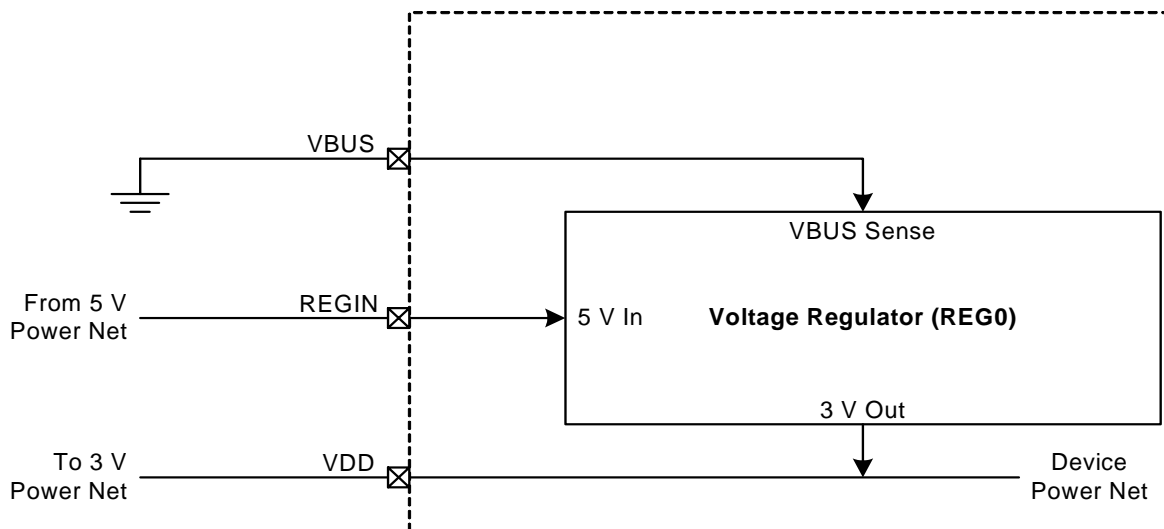 VBUS
VBUS Sense
From 5 V
Power Net
REGIN
5 V In
Voltage Regulator (REG0)
3 V Out
To 3 V
Power Net
VDD
Device
Power Net